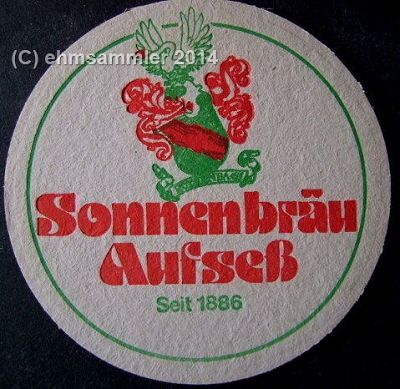 (C) ehmsammler 2014
Sonnenbräu
Aufseß
Seit 1886